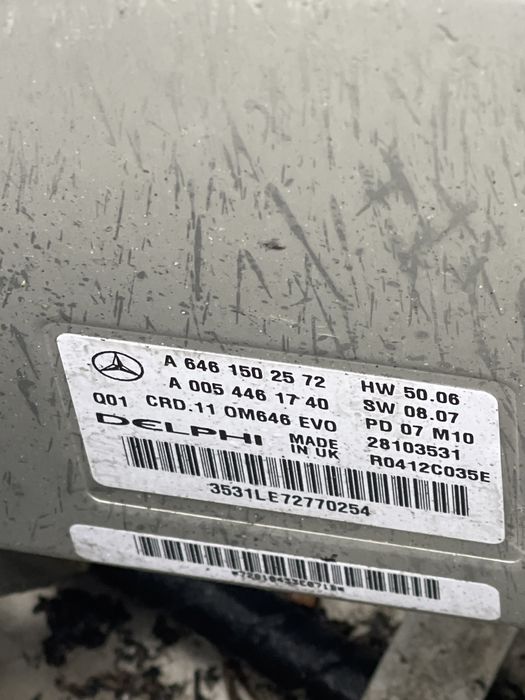 A 646 150 25 72 HW 50.06
A 005 446 17 40 SW 08.07
Q01 CRD.11 OM646 EVO PD 07 M10
DELPHI MADE IN UK 28103531
R0412C035E
3531LE72770254